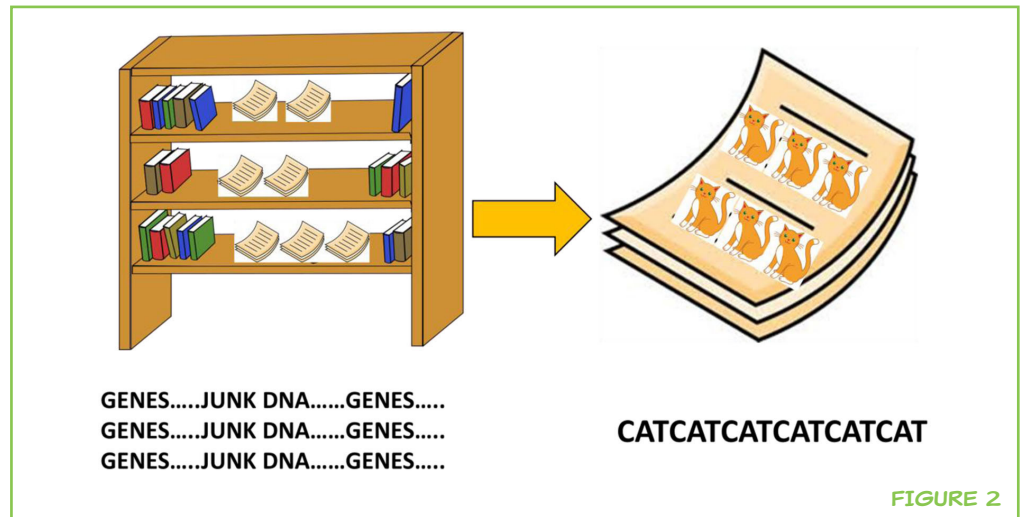 GENES.....JUNK DNA......GENES.....
GENES.....JUNK DNA......GENES.....
GENES.....JUNK DNA......GENES.....
CATCATCATCATCATCAT
FIGURE 2